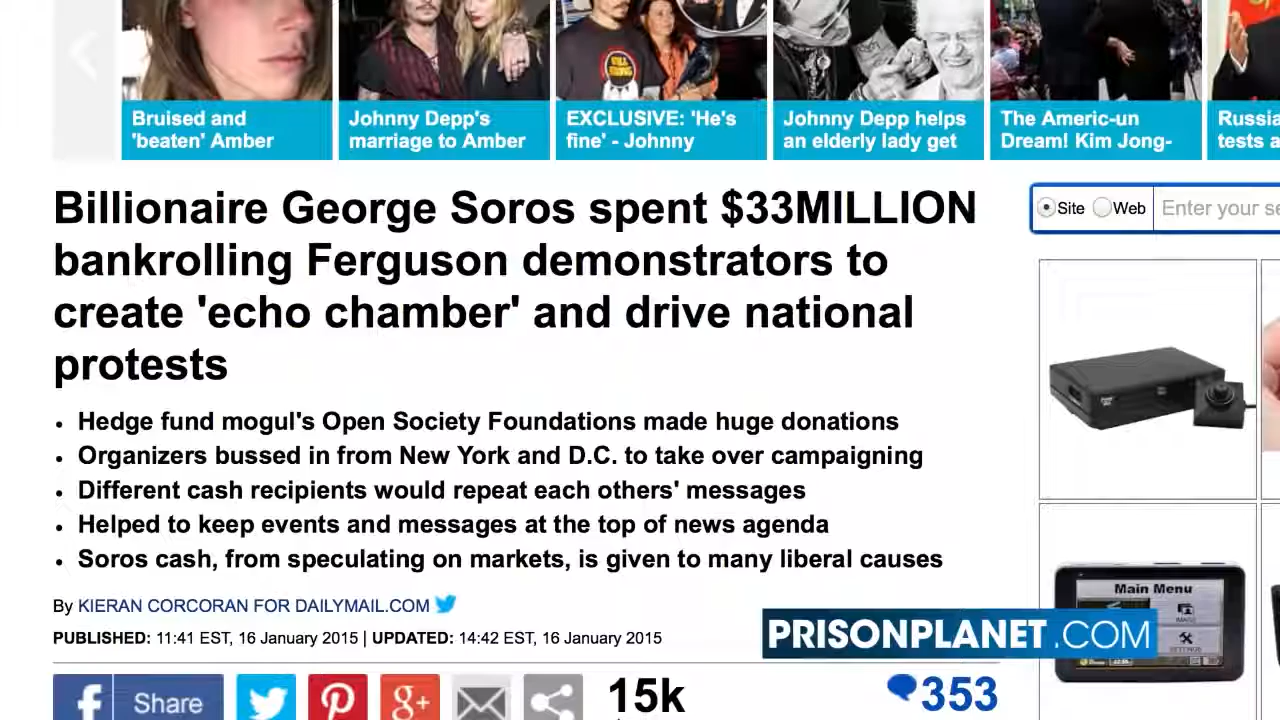 Bruised and
'beaten' Amber
Johnny Depp's
marriage to Amber
EXCLUSIVE: 'He's
fine' - Johnny
Johnny Depp helps
an elderly lady get
The Americ-un
Dream! Kim Jong-
Russia
tests a
Billionaire George Soros spent $33MILLION
bankrolling Ferguson demonstrators to
create 'echo chamber' and drive national
protests
Site Web Enter your se
• Hedge fund mogul's Open Society Foundations made huge donations
• Organizers bussed in from New York and D.C. to take over campaigning
• Different cash recipients would repeat each others' messages
• Helped to keep events and messages at the top of news agenda
• Soros cash, from speculating on markets, is given to many liberal causes
By KIERAN CORCORAN FOR DAILYMAIL.COM
PUBLISHED: 11:41 EST, 16 January 2015 | UPDATED: 14:42 EST, 16 January 2015
Main Menu
PRISONPLANET.COM
Share
15k
353